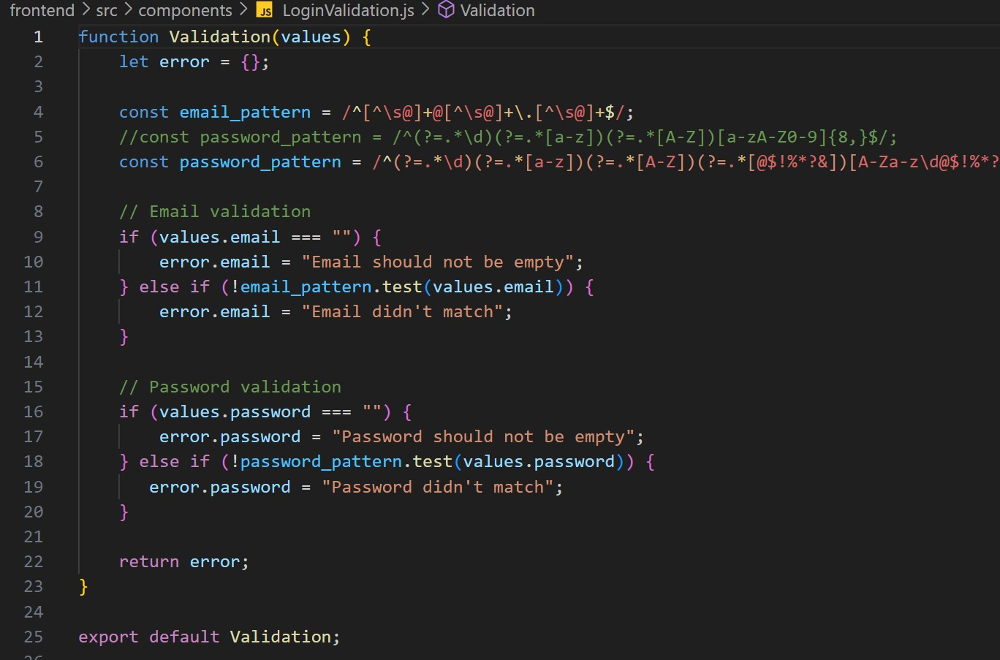 frontend > src > components > JS LoginValidation.js > Validation
1 function Validation(values) {
2 let error = {};
3
4 const email_pattern = /^[^\s@]+@[^\s@]+\.[^\s@]+$/;
5 //const password_pattern = /^(?=.*\d)(?=.*[a-z])(?=.*[A-Z])[a-zA-Z0-9]{8,}$/;
6 const password_pattern = /^(?=.*\d)(?=.*[a-z])(?=.*[A-Z])(?=.*[@$!%*?&])[A-Za-z\d@$!%*?
7
8 // Email validation
9 if (values.email === "") {
10 error.email = "Email should not be empty";
11 } else if (!email_pattern.test(values.email)) {
12 error.email = "Email didn't match";
13 }
14
15 // Password validation
16 if (values.password === "") {
17 error.password = "Password should not be empty";
18 } else if (!password_pattern.test(values.password)) {
19 error.password = "Password didn't match";
20 }
21
22 return error;
23 }
24
25 export default Validation;